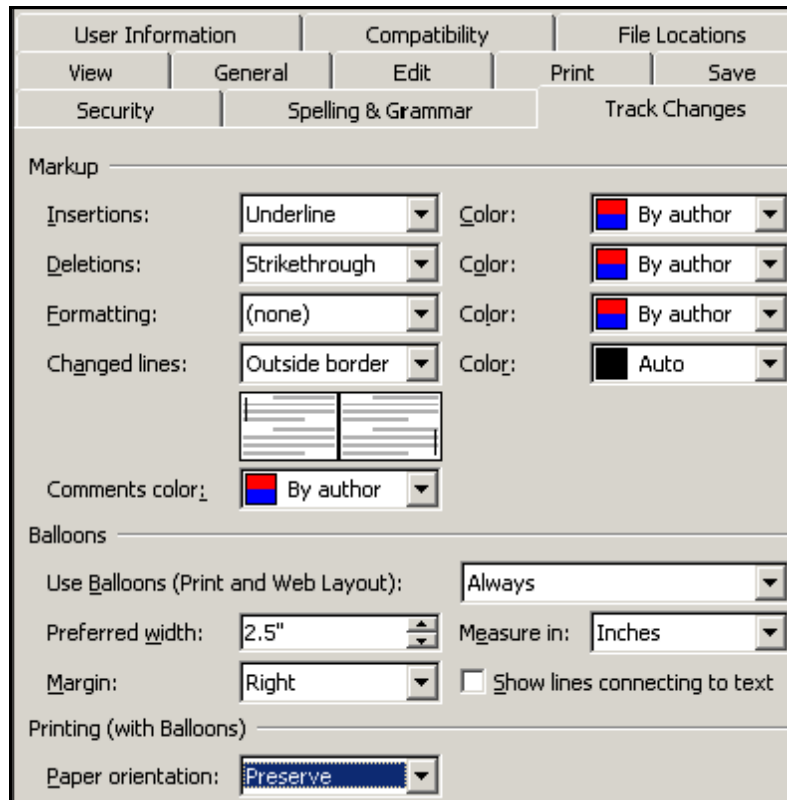 User Information Compatibility File Locations
View General Edit Print Save
Security Spelling & Grammar Track Changes
Markup
Insertions: Underline Color: By author
Deletions: Strikethrough Color: By author
Formatting: (none) Color: By author
Changed lines: Outside border Color: Auto
Comments color: By author
Balloons
Use Balloons (Print and Web Layout): Always
Preferred width: 2.5" Measure in: Inches
Margin: Right Show lines connecting to text
Printing (with Balloons)
Paper orientation: Preserve